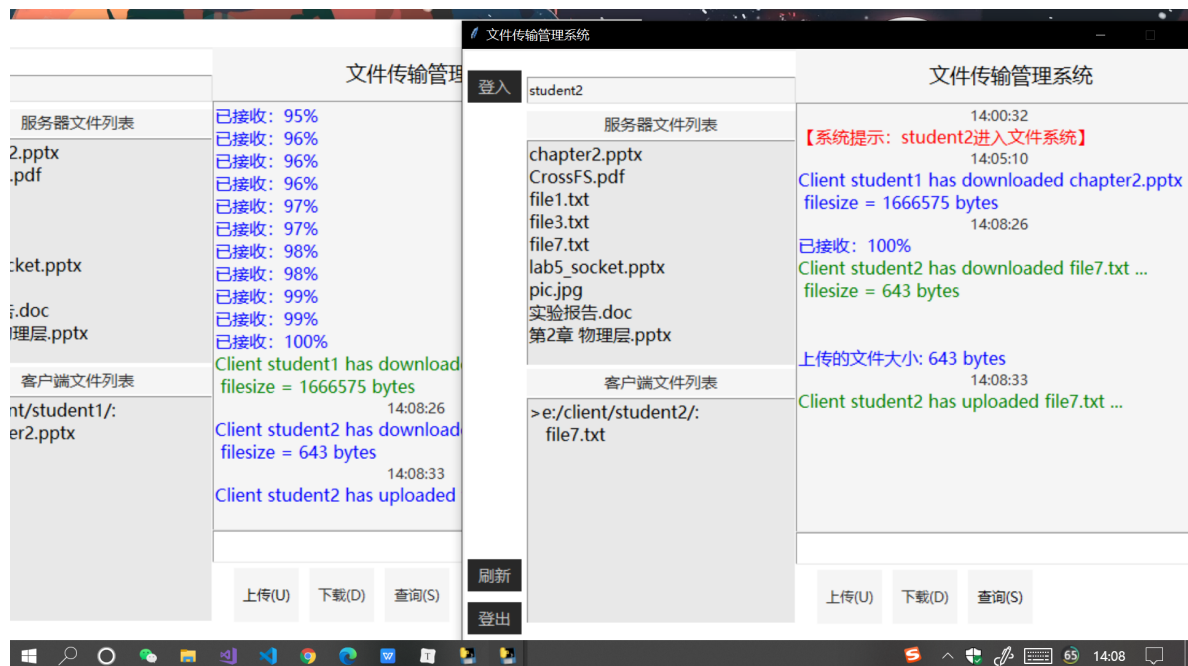 文件传输管理
服务器文件列表
2.pptx
.pdf
cket.pptx
.doc
理层.pptx
客户端文件列表
nt/student1/:
er2.pptx
已接收：95%
已接收：96%
已接收：96%
已接收：96%
已接收：97%
已接收：97%
已接收：98%
已接收：98%
已接收：99%
已接收：99%
已接收：100%
Client student1 has download
filesize = 1666575 bytes
14:08:26
Client student2 has download
filesize = 643 bytes
14:08:33
Client student2 has uploaded
上传(U) 下载(D) 查询(S)
文件传输管理系统
登入
student2
服务器文件列表
chapter2.pptx
CrossFS.pdf
file1.txt
file3.txt
file7.txt
lab5_socket.pptx
pic.jpg
实验报告.doc
第2章 物理层.pptx
客户端文件列表
>e:/client/student2/:
file7.txt
刷新
登出
文件传输管理系统
14:00:32
【系统提示：student2进入文件系统】
14:05:10
Client student1 has downloaded chapter2.pptx
filesize = 1666575 bytes
14:08:26
已接收：100%
Client student2 has downloaded file7.txt ...
filesize = 643 bytes
上传的文件大小: 643 bytes
14:08:33
Client student2 has uploaded file7.txt ...
上传(U) 下载(D) 查询(S)
65 14:08